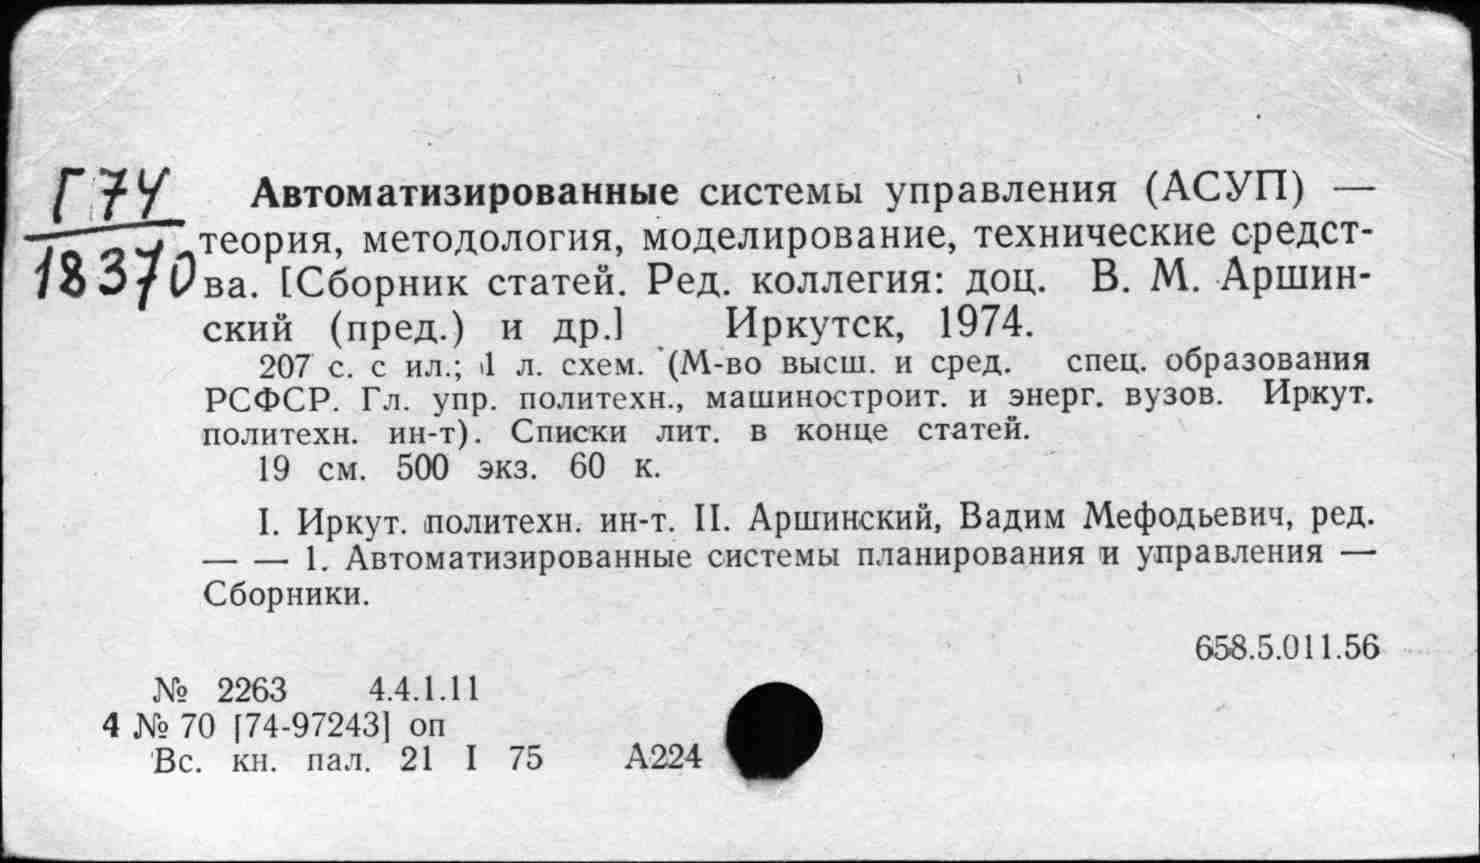 Г 74
18370
Автоматизированные системы управления (АСУП) —
теория, методология, моделирование, технические средст-
ва. [Сборник статей. Ред. коллегия: доц. В. М. Аршин-
ский (пред.) и др.] Иркутск, 1974.
207 с. с ил.; 1 л. схем. (М-во высш. и сред. спец. образования
РСФСР. Гл. упр. политехн., машиностроит. и энерг. вузов. Иркут.
политехн. ин-т). Списки лит. в конце статей.
19 см. 500 экз. 60 к.
I. Иркут. политехн. ин-т. II. Аршинский, Вадим Мефодьевич, ред.
— — 1. Автоматизированные системы планирования и управления —
Сборники.
658.5.011.56
№ 2263 4.4.1.11
4 № 70 [74-97243] оп
Вс. кн. пал. 21 I 75 А224